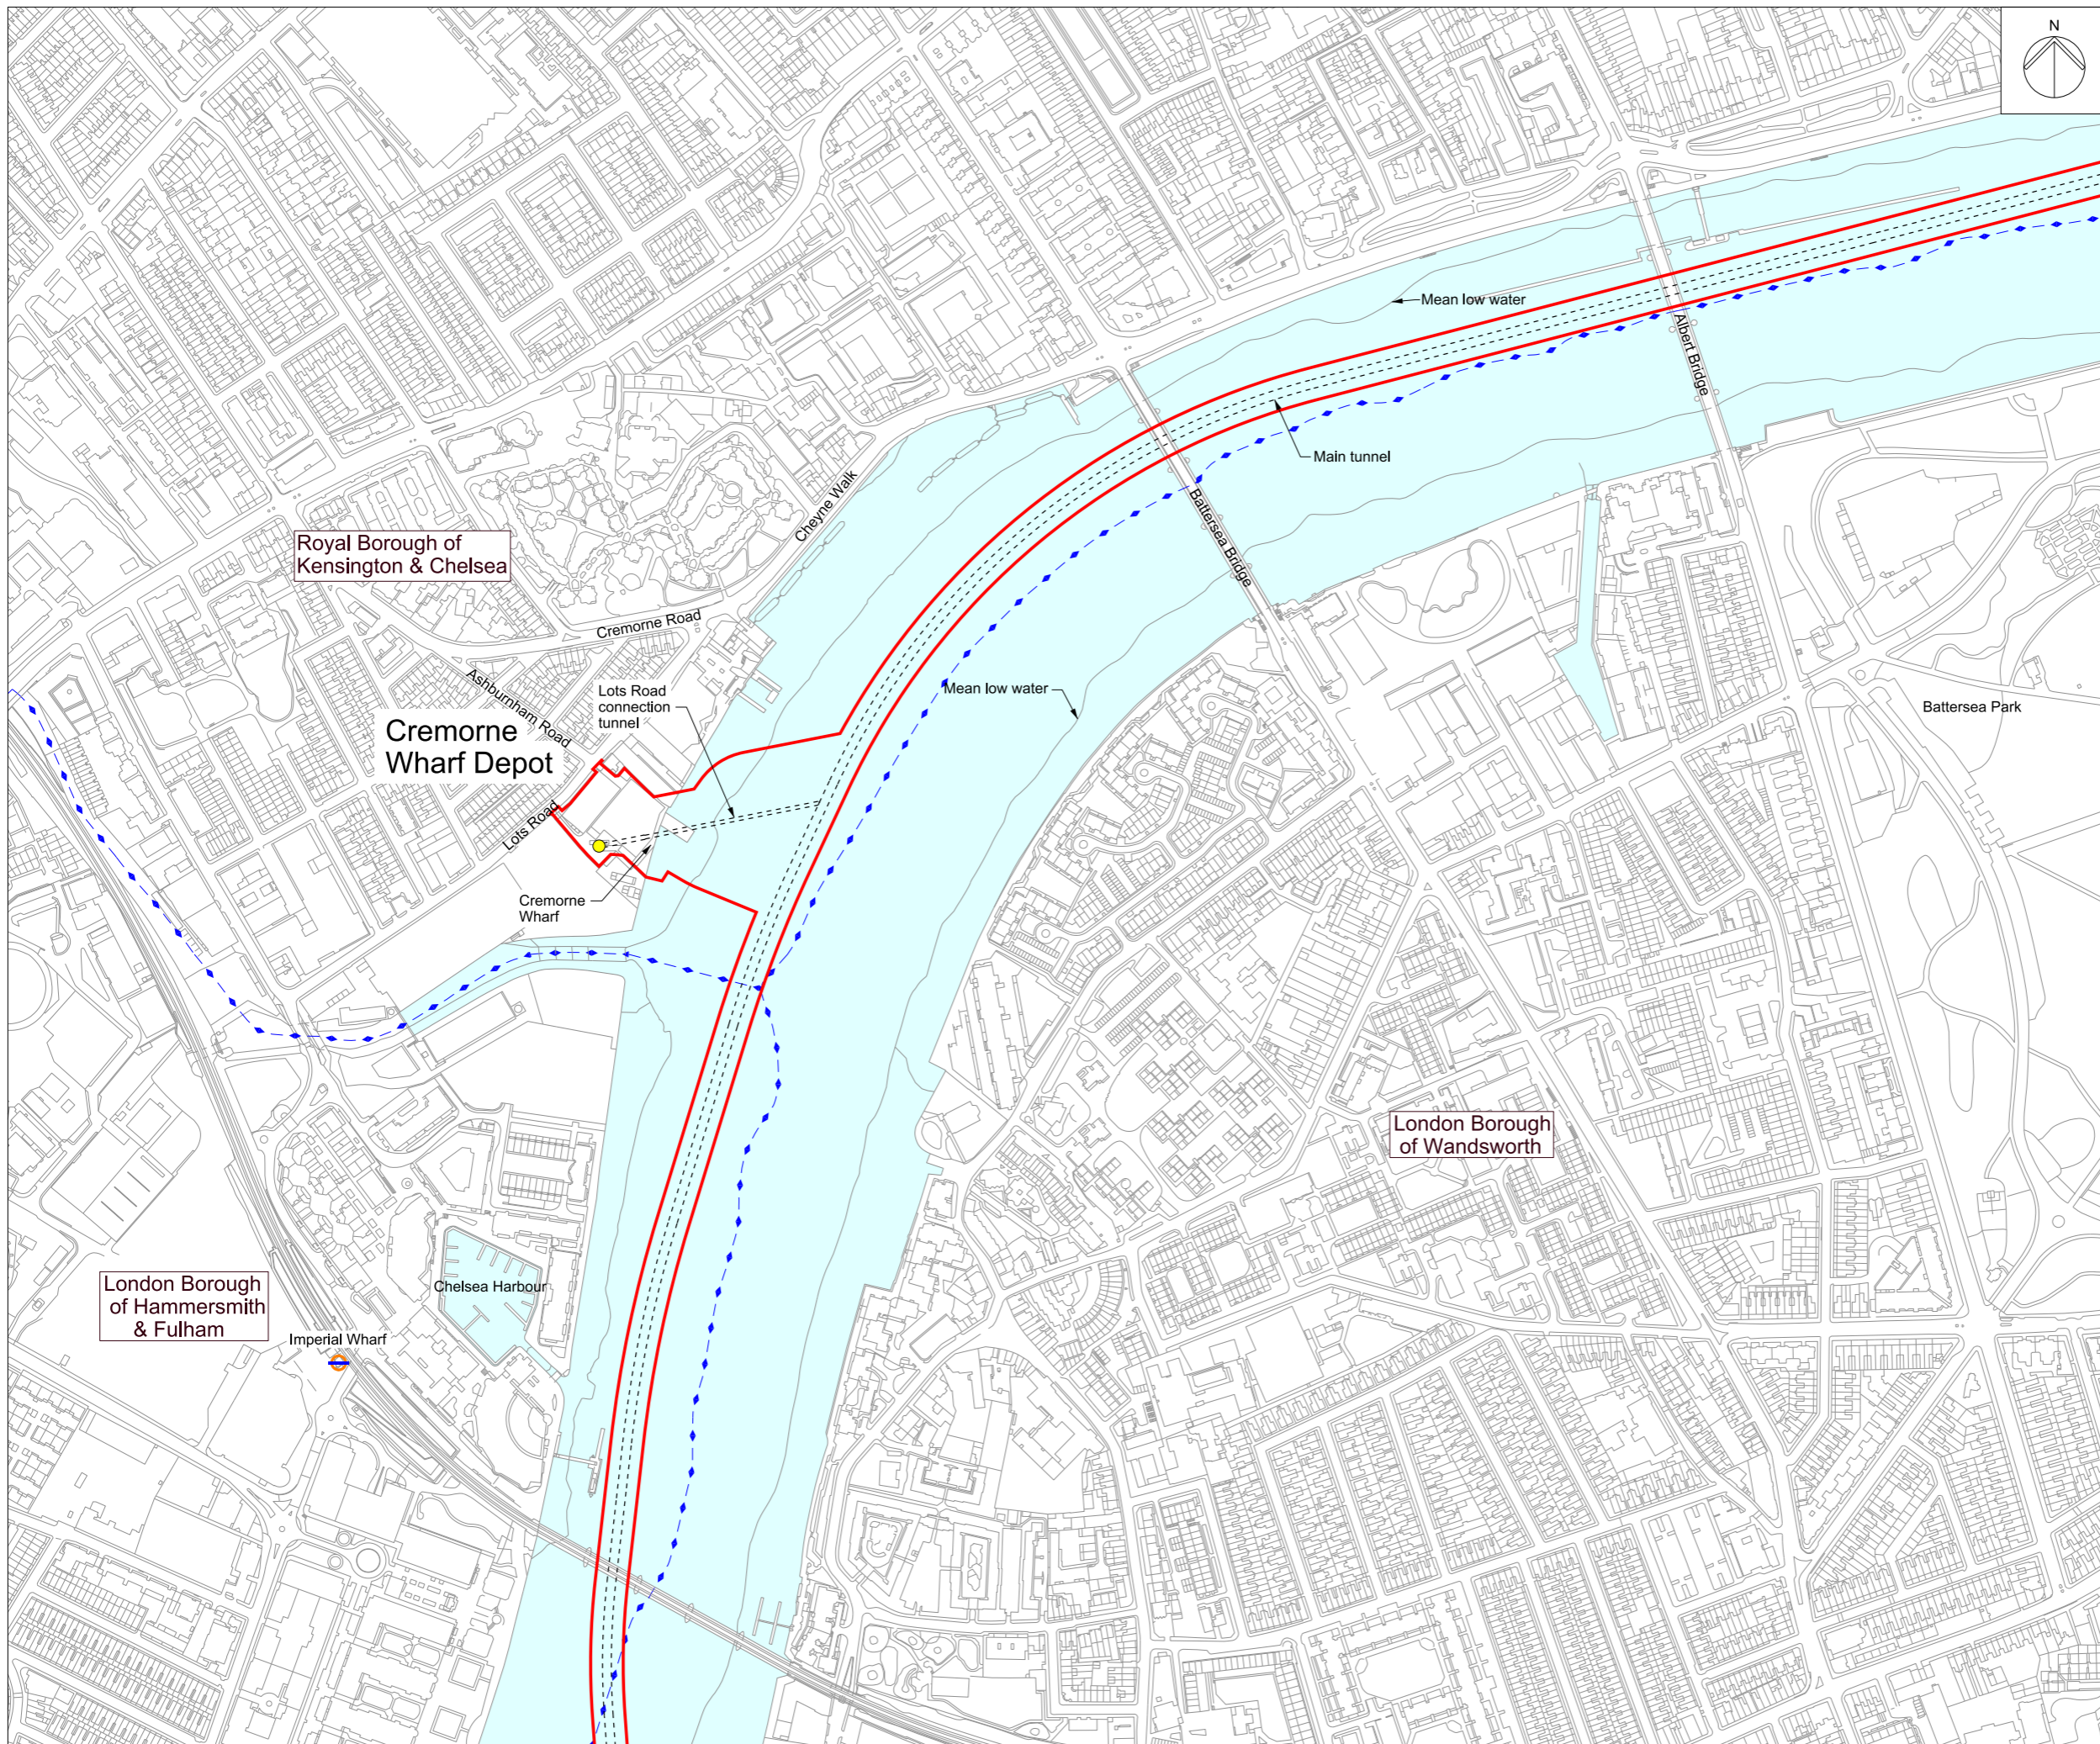 N
Mean low water
Albert Bridge
Main tunnel
Cheyne Walk
Battersea Bridge
Royal Borough of
Kensington & Chelsea
Cremorne Road
Ashburnham Road
Lots Road
connection
tunnel
Mean low water
Battersea Park
Cremorne
Wharf Depot
Lots Road
Cremorne
Wharf
London Borough
of Wandsworth
Chelsea Harbour
London Borough
of Hammersmith
& Fulham
Imperial Wharf